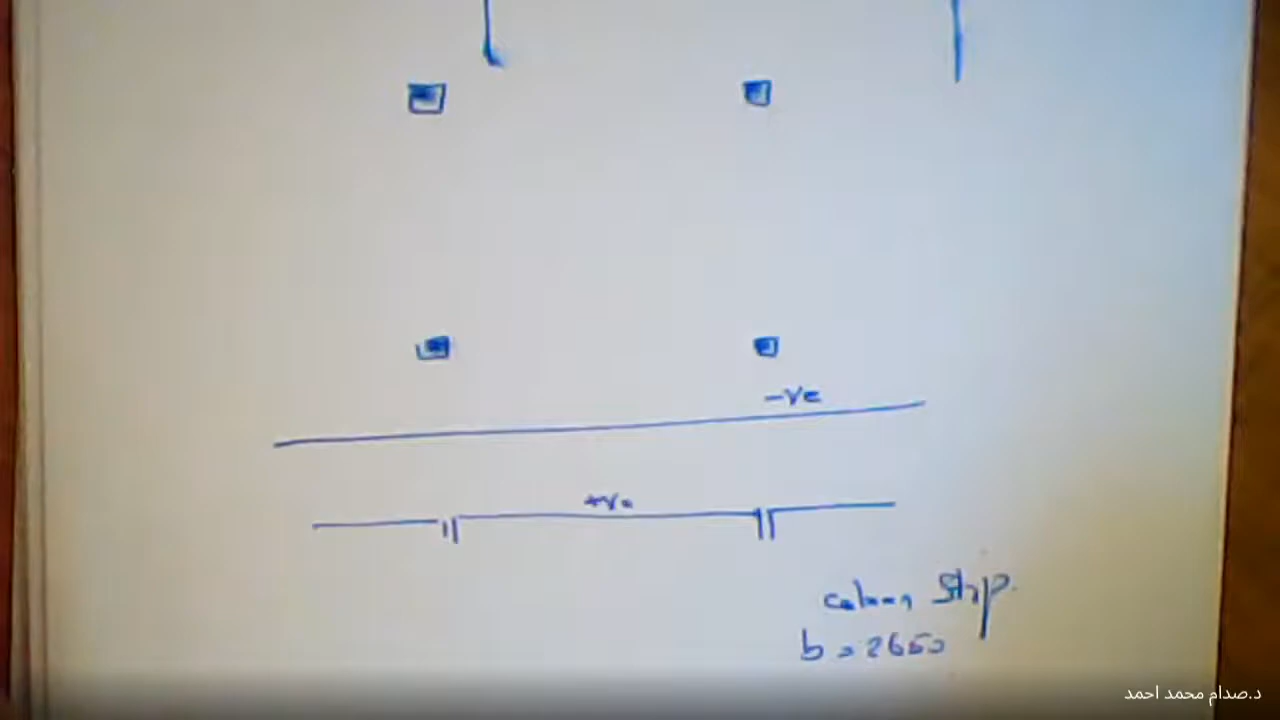 -ve
+ve
column strip
b = 2650
د.صدام محمد احمد